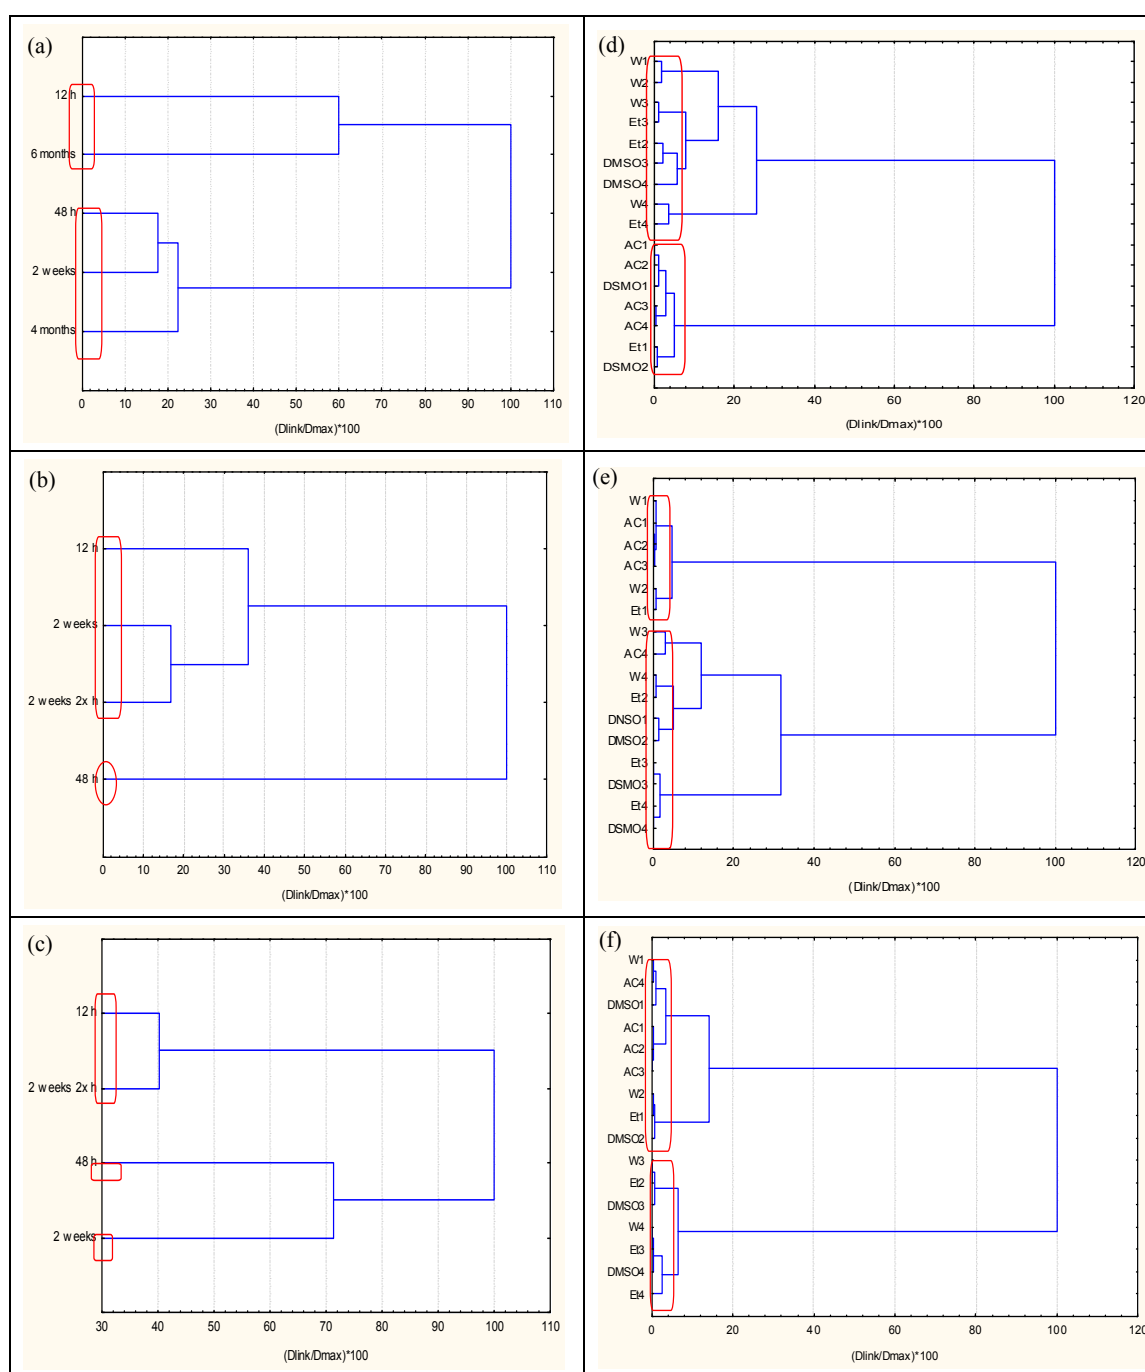 (a)
12 h
6 months
48 h
2 weeks
4 months
0 10 20 30 40 50 60 70 80 90 100 110
(Dlink/Dmax)*100
(d)
W1
W2
W3
Et3
Et2
DMSO3
DMSO4
W4
Et4
AC1
AC2
DSMO1
AC3
AC4
Et1
DSMO2
0 20 40 60 80 100 120
(Dlink/Dmax)*100
(b)
12 h
2 weeks
2 weeks 2x h
48 h
0 10 20 30 40 50 60 70 80 90 100 110
(Dlink/Dmax)*100
(e)
W1
AC1
AC2
AC3
W2
Et1
W3
AC4
W4
Et2
DNSO1
DMSO2
Et3
DSMO3
Et4
DSMO4
0 20 40 60 80 100 120
(Dlink/Dmax)*100
(c)
12 h
2 weeks 2x h
48 h
2 weeks
30 40 50 60 70 80 90 100 110
(Dlink/Dmax)*100
(f)
W1
AC4
DMSO1
AC1
AC2
AC3
W2
Et1
DMSO2
W3
Et2
DMSO3
W4
Et3
DMSO4
Et4
0 20 40 60 80 100 120
(Dlink/Dmax)*100